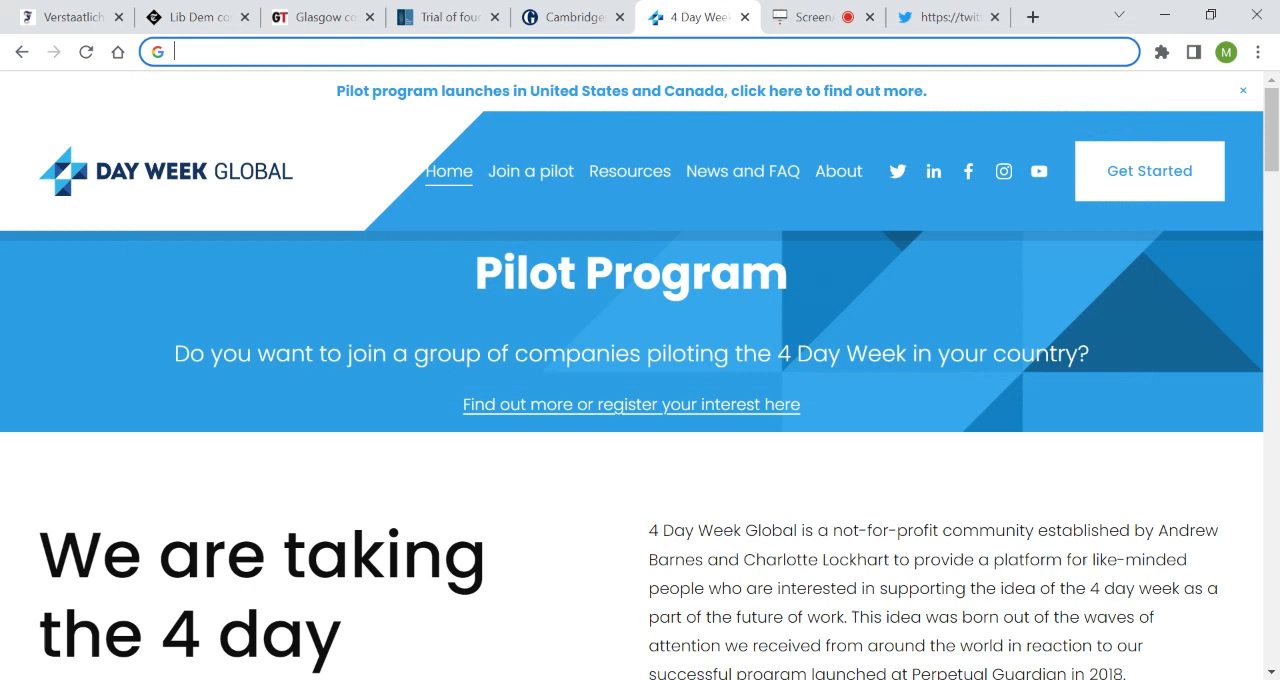 Verstaatlich
Lib Dem co
GT Glasgow co
Trial of four
Cambridge
4 Day Week
Screen
https://twit
G
M
Pilot program launches in United States and Canada, click here to find out more.
DAY WEEK GLOBAL
Home Join a pilot Resources News and FAQ About
Get Started
Pilot Program
Do you want to join a group of companies piloting the 4 Day Week in your country?
Find out more or register your interest here
We are taking
the 4 day
4 Day Week Global is a not-for-profit community established by Andrew
Barnes and Charlotte Lockhart to provide a platform for like-minded
people who are interested in supporting the idea of the 4 day week as a
part of the future of work. This idea was born out of the waves of
attention we received from around the world in reaction to our
successful program launched at Perpetual Guardian in 2018.